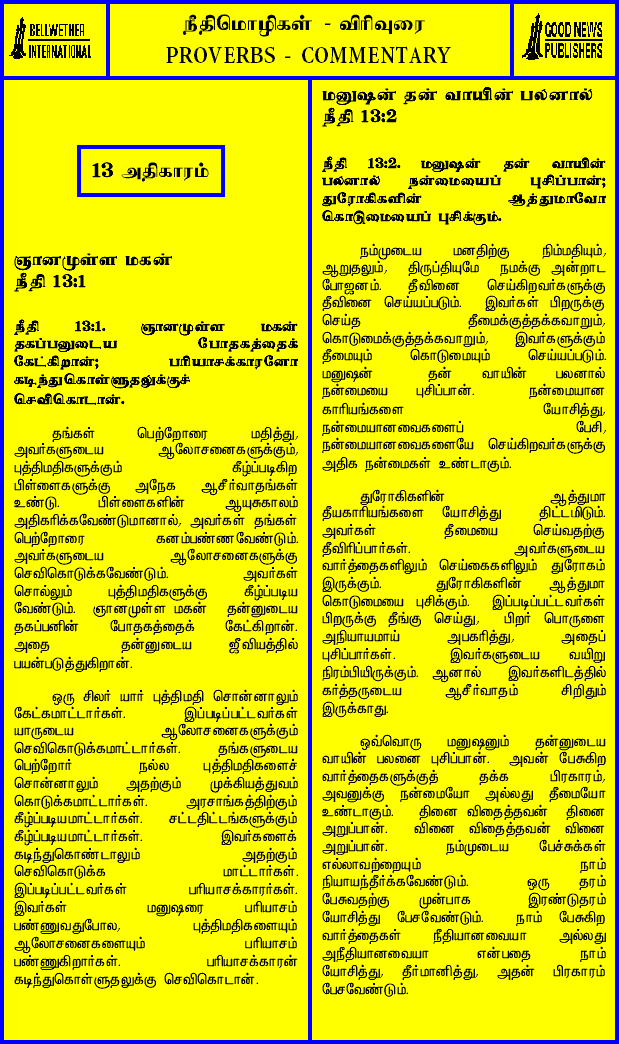 BELLWETHER
INTERNATIONAL
நீதிமொழிகள் - விரிவுரை
PROVERBS - COMMENTARY
GOOD NEWS
PUBLISHERS
13 அதிகாரம்
ஞானமுள்ள மகன்
நீதி 13:1
நீதி 13:1. ஞானமுள்ள மகன்
தகப்பனுடைய போதகத்தைக்
கேட்கிறான்; பரியாசக்காரனோ
கடிந்துகொள்ளுதலுக்குச்
செவிகொடான்.
தங்கள் பெற்றோரை மதித்து,
அவர்களுடைய ஆலோசனைகளுக்கும்,
புத்திமதிகளுக்கும் கீழ்ப்படிகிற
பிள்ளைகளுக்கு அநேக ஆசீர்வாதங்கள்
உண்டு. பிள்ளைகளின் ஆயுசுகாலம்
அதிகரிக்கவேண்டுமானால், அவர்கள் தங்கள்
பெற்றோரை கனம்பண்ணவேண்டும்.
அவர்களுடைய ஆலோசனைகளுக்கு
செவிகொடுக்கவேண்டும். அவர்கள்
சொல்லும் புத்திமதிகளுக்கு கீழ்ப்படிய
வேண்டும். ஞானமுள்ள மகன் தன்னுடைய
தகப்பனின் போதகத்தைக் கேட்கிறான்.
அதை தன்னுடைய ஜீவியத்தில்
பயன்படுத்துகிறான்.
ஒரு சிலர் யார் புத்திமதி சொன்னாலும்
கேட்கமாட்டார்கள். இப்படிப்பட்டவர்கள்
யாருடைய ஆலோசனைகளுக்கும்
செவிகொடுக்கமாட்டார்கள். தங்களுடைய
பெற்றோர் நல்ல புத்திமதிகளைச்
சொன்னாலும் அதற்கும் முக்கியத்துவம்
கொடுக்கமாட்டார்கள். அரசாங்கத்திற்கும்
கீழ்ப்படியமாட்டார்கள். சட்டதிட்டங்களுக்கும்
கீழ்ப்படியமாட்டார்கள். இவர்களைக்
கடிந்துகொண்டாலும் அதற்கும்
செவிகொடுக்க மாட்டார்கள்.
இப்படிப்பட்டவர்கள் பரியாசக்காரர்கள்.
இவர்கள் மனுஷரை பரியாசம்
பண்ணுவதுபோல, புத்திமதிகளையும்
ஆலோசனைகளையும் பரியாசம்
பண்ணுகிறார்கள். பரியாசக்காரன்
கடிந்துகொள்ளுதலுக்கு செவிகொடான்.
மனுஷன் தன் வாயின் பலனால்
நீதி 13:2
நீதி 13:2. மனுஷன் தன் வாயின்
பலனால் நன்மையைப் புசிப்பான்;
துரோகிகளின் ஆத்துமாவோ
கொடுமையைப் புசிக்கும்.
நம்முடைய மனதிற்கு நிம்மதியும்,
ஆறுதலும், திருப்தியுமே நமக்கு அன்றாட
போஜனம். தீவினை செய்கிறவர்களுக்கு
தீவினை செய்யப்படும். இவர்கள் பிறருக்கு
செய்த தீமைக்குத்தக்கவாறும்,
கொடுமைக்குத்தக்கவாறும், இவர்களுக்கும்
தீமையும் கொடுமையும் செய்யப்படும்.
மனுஷன் தன் வாயின் பலனால்
நன்மையை புசிப்பான். நன்மையான
காரியங்களை யோசித்து,
நன்மையானவைகளைப் பேசி,
நன்மையானவைகளையே செய்கிறவர்களுக்கு
அதிக நன்மைகள் உண்டாகும்.
துரோகிகளின் ஆத்துமா
தீயகாரியங்களை யோசித்து திட்டமிடும்.
அவர்கள் தீமையை செய்வதற்கு
தீவிரிப்பார்கள். அவர்களுடைய
வார்த்தைகளிலும் செய்கைகளிலும் துரோகம்
இருக்கும். துரோகிகளின் ஆத்துமா
கொடுமையை புசிக்கும். இப்படிப்பட்டவர்கள்
பிறருக்கு தீங்கு செய்து, பிறர் பொருளை
அநியாயமாய் அபகரித்து, அதைப்
புசிப்பார்கள். இவர்களுடைய வயிறு
நிரம்பியிருக்கும். ஆனால் இவர்களிடத்தில்
கர்த்தருடைய ஆசீர்வாதம் சிறிதும்
இருக்காது.
ஒவ்வொரு மனுஷனும் தன்னுடைய
வாயின் பலனை புசிப்பான். அவன் பேசுகிற
வார்த்தைகளுக்குத் தக்க பிரகாரம்,
அவனுக்கு நன்மையோ அல்லது தீமையோ
உண்டாகும். தினை விதைத்தவன் தினை
அறுப்பான். வினை விதைத்தவன் வினை
அறுப்பான். நம்முடைய பேச்சுக்கள்
எல்லாவற்றையும் நாம்
நியாயந்தீர்க்கவேண்டும். ஒரு தரம்
பேசுவதற்கு முன்பாக இரண்டுதரம்
யோசித்து பேசவேண்டும். நாம் பேசுகிற
வார்த்தைகள் நீதியானவையா அல்லது
அநீதியானவையா என்பதை நாம்
யோசித்து, தீர்மானித்து, அதன் பிரகாரம்
பேசவேண்டும்.